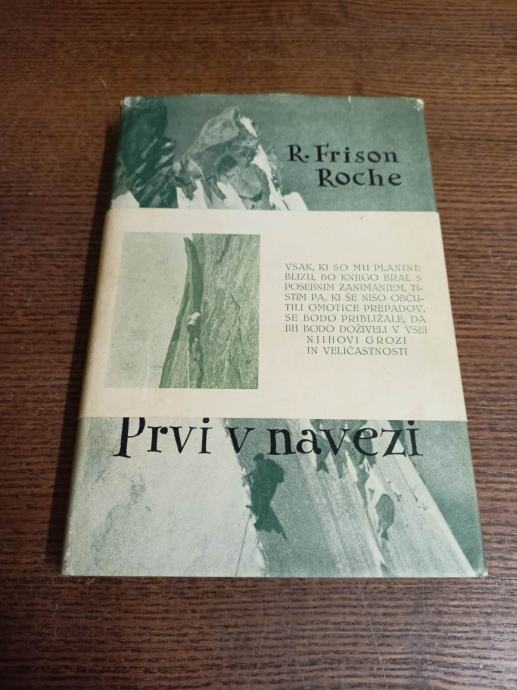 R. Frison
Roche
VSAK, KI SO MU PLANINE
BLIZU, BO KNJIGO BRAL S
POSEBNIM ZANIMANJEM, TI-
STIM PA, KI ŠE NISO OBČU-
TILI OMOTICE PREPADOV,
SE BODO PRIBLIŽALE, DA
JIH BODO DOŽIVELI V VSEJ
NJIHOVI GROZI
IN VELIČASTNOSTI
Prvi v navezi